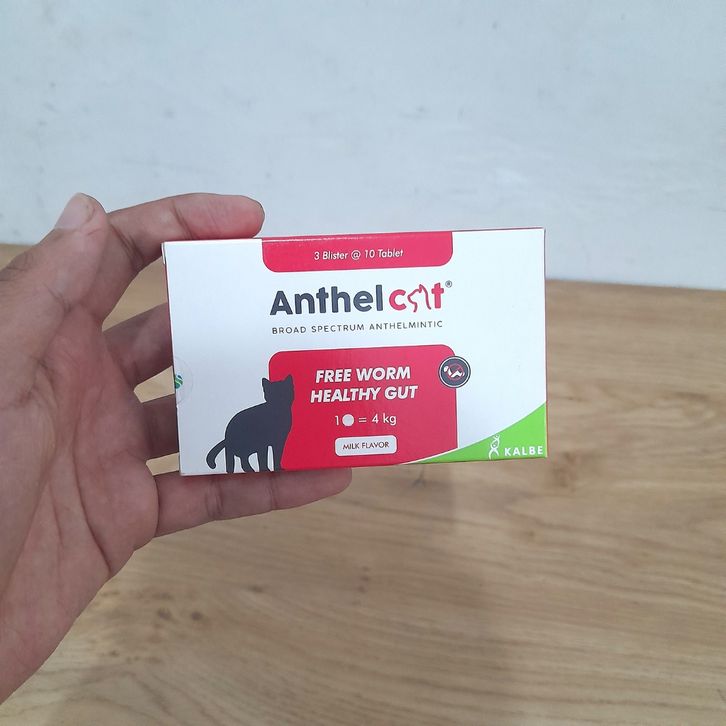 3 Blister @ 10 Tablet
Anthelcat®
BROAD SPECTRUM ANTHELMINTIC
FREE WORM
HEALTHY GUT
1 = 4 kg
MILK FLAVOR
KALBE